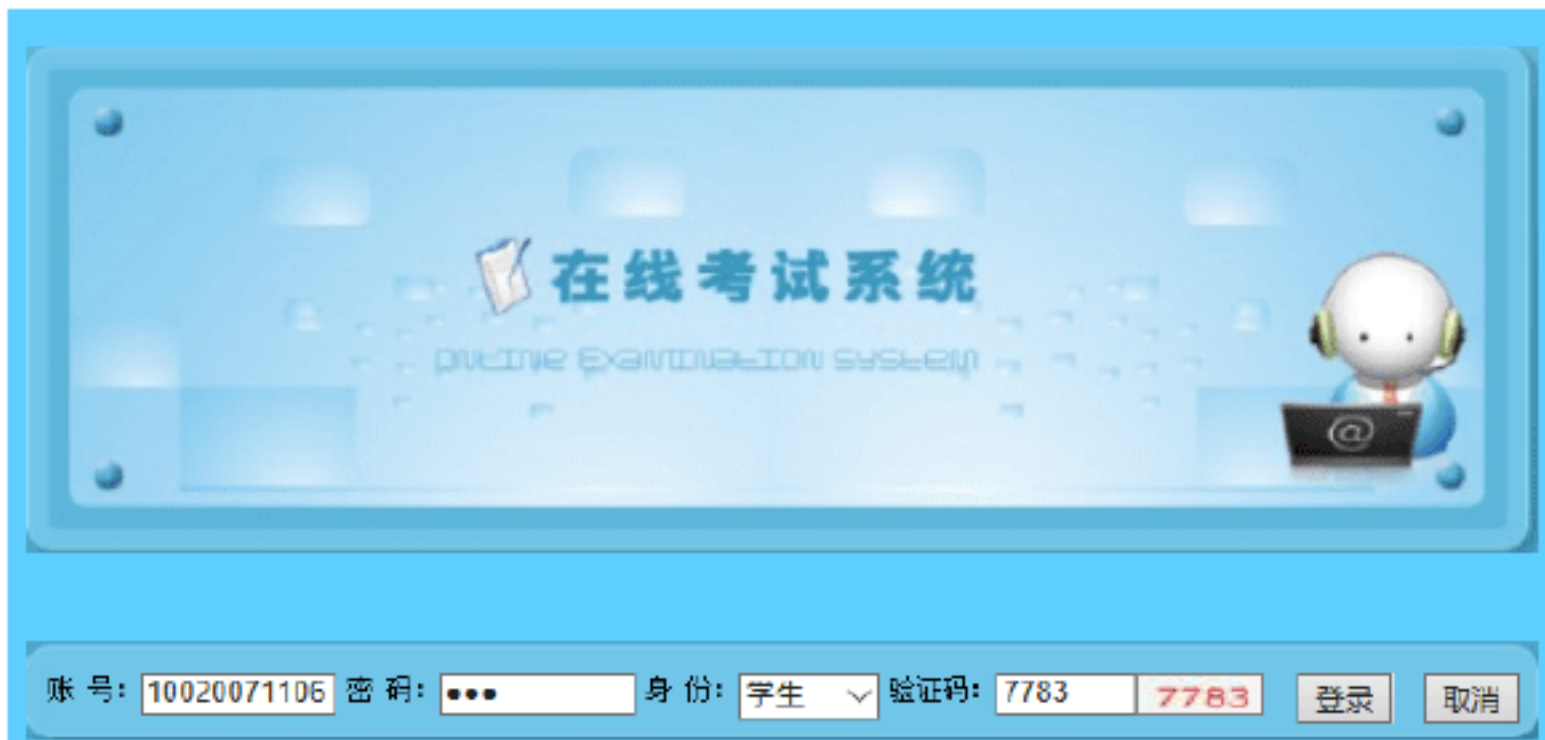 在线考试系统
ONLINE EXAMINATION SYSTEM
@
账 号: 10020071106 密 码: ●●● 身 份: 学生 验证码: 7783 7783 登录 取消